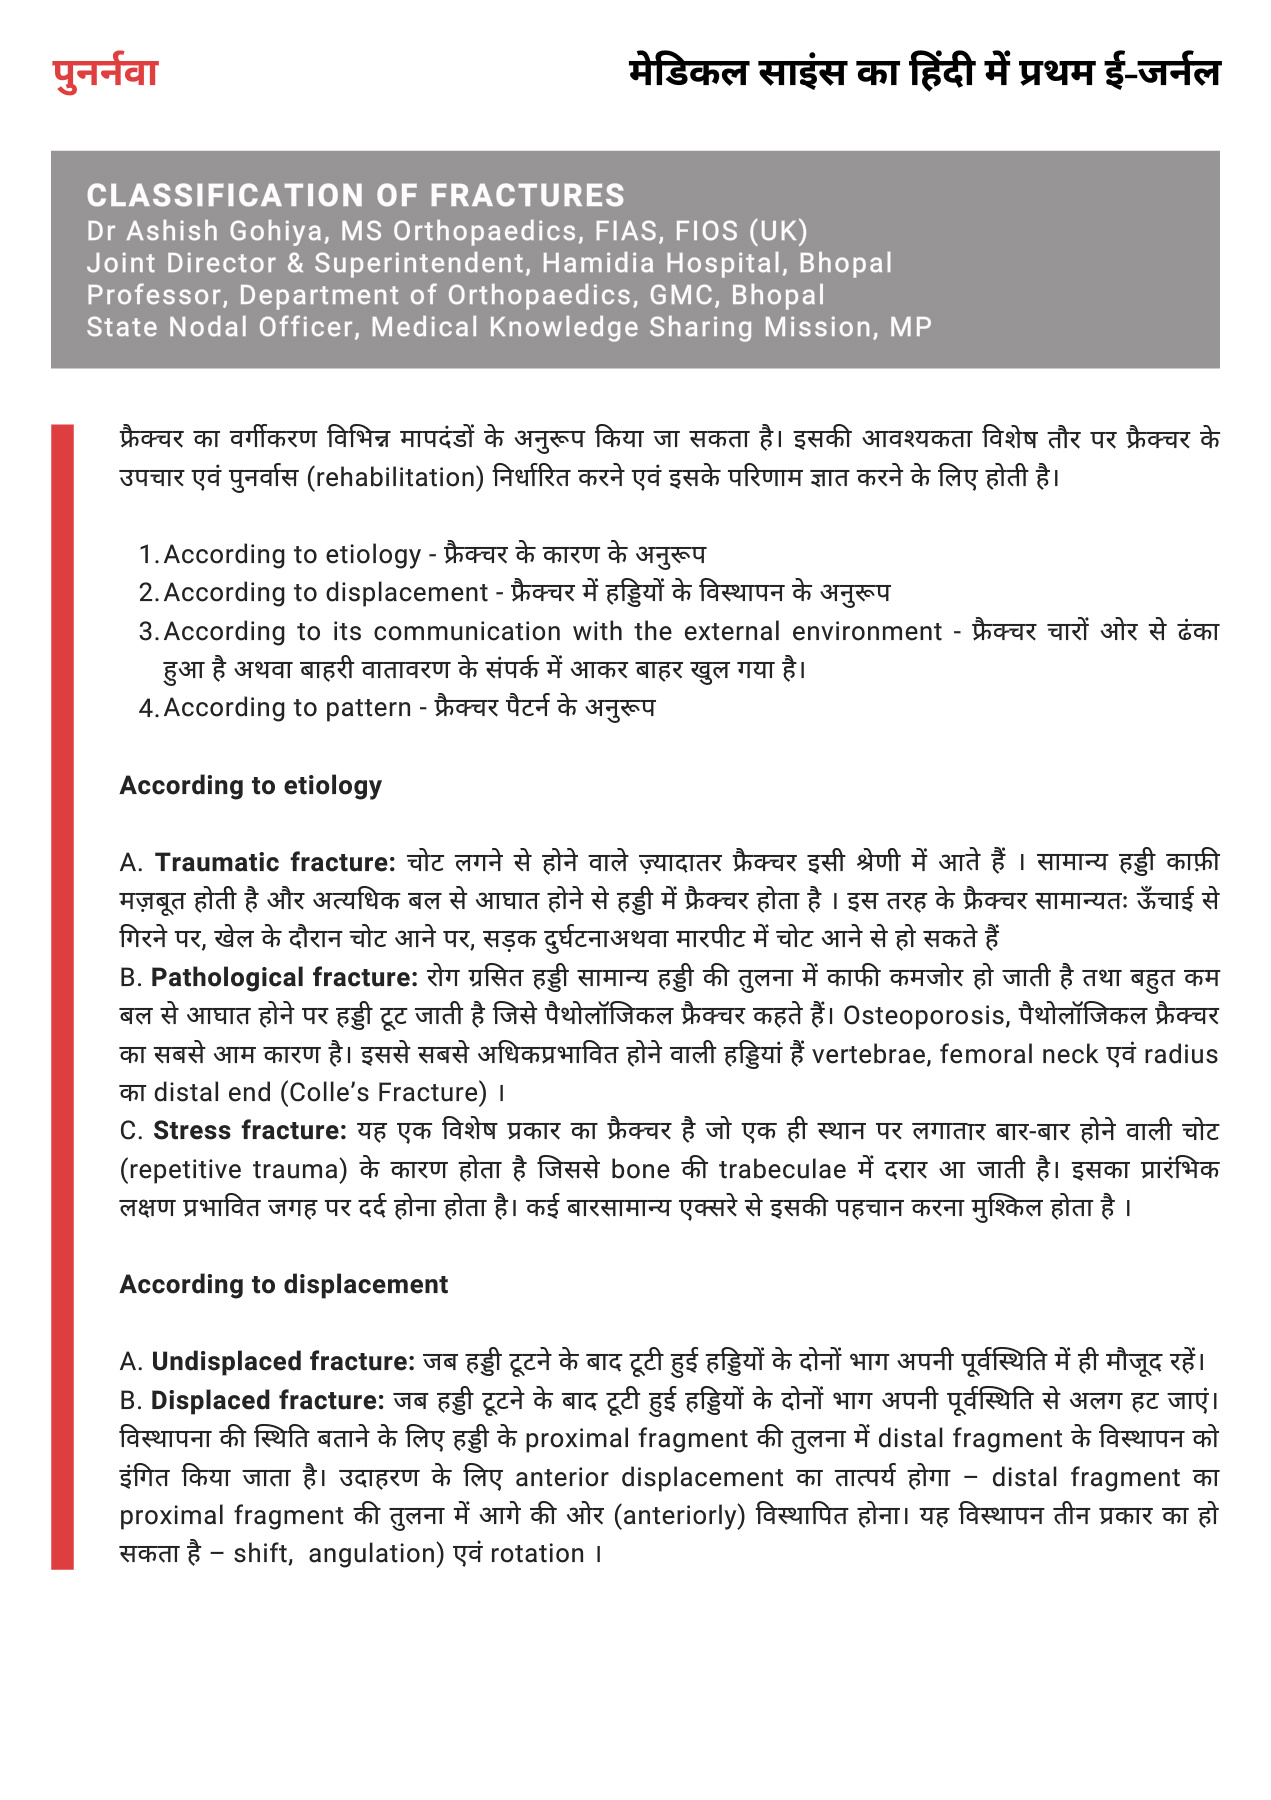 पुनर्नवा
मेडिकल साइंस का हिंदी में प्रथम ई-जर्नल
CLASSIFICATION OF FRACTURES
Dr Ashish Gohiya, MS Orthopaedics, FIAS, FIOS (UK)
Joint Director & Superintendent, Hamidia Hospital, Bhopal
Professor, Department of Orthopaedics, GMC, Bhopal
State Nodal Officer, Medical Knowledge Sharing Mission, MP
फ्रैक्चर का वर्गीकरण विभिन्न मापदंडों के अनुरूप किया जा सकता है। इसकी आवश्यकता विशेष तौर पर फ्रैक्चर के
उपचार एवं पुनर्वास (rehabilitation) निर्धारित करने एवं इसके परिणाम ज्ञात करने के लिए होती है।
1. According to etiology - फ्रैक्चर के कारण के अनुरूप
2. According to displacement - फ्रैक्चर में हड्डियों के विस्थापन के अनुरूप
3. According to its communication with the external environment - फ्रैक्चर चारों ओर से ढंका
हुआ है अथवा बाहरी वातावरण के संपर्क में आकर बाहर खुल गया है।
4. According to pattern - फ्रैक्चर पैटर्न के अनुरूप
According to etiology
A. Traumatic fracture: चोट लगने से होने वाले ज़्यादातर फ्रैक्चर इसी श्रेणी में आते हैं । सामान्य हड्डी काफ़ी
मज़बूत होती है और अत्यधिक बल से आघात होने से हड्डी में फ्रैक्चर होता है । इस तरह के फ्रैक्चर सामान्यतः ऊँचाई से
गिरने पर, खेल के दौरान चोट आने पर, सड़क दुर्घटनाअथवा मारपीट में चोट आने से हो सकते हैं
B. Pathological fracture: रोग ग्रसित हड्डी सामान्य हड्डी की तुलना में काफी कमजोर हो जाती है तथा बहुत कम
बल से आघात होने पर हड्डी टूट जाती है जिसे पैथोलॉजिकल फ्रैक्चर कहते हैं। Osteoporosis, पैथोलॉजिकल फ्रैक्चर
का सबसे आम कारण है। इससे सबसे अधिकप्रभावित होने वाली हड्डियां हैं vertebrae, femoral neck एवं radius
का distal end (Colle’s Fracture) ।
C. Stress fracture: यह एक विशेष प्रकार का फ्रैक्चर है जो एक ही स्थान पर लगातार बार-बार होने वाली चोट
(repetitive trauma) के कारण होता है जिससे bone की trabeculae में दरार आ जाती है। इसका प्रारंभिक
लक्षण प्रभावित जगह पर दर्द होना होता है। कई बारसामान्य एक्सरे से इसकी पहचान करना मुश्किल होता है ।
According to displacement
A. Undisplaced fracture: जब हड्डी टूटने के बाद टूटी हुई हड्डियों के दोनों भाग अपनी पूर्वस्थिति में ही मौजूद रहें।
B. Displaced fracture: जब हड्डी टूटने के बाद टूटी हुई हड्डियों के दोनों भाग अपनी पूर्वस्थिति से अलग हट जाएं।
विस्थापना की स्थिति बताने के लिए हड्डी के proximal fragment की तुलना में distal fragment के विस्थापन को
इंगित किया जाता है। उदाहरण के लिए anterior displacement का तात्पर्य होगा – distal fragment का
proximal fragment की तुलना में आगे की ओर (anteriorly) विस्थापित होना। यह विस्थापन तीन प्रकार का हो
सकता है – shift, angulation) एवं rotation ।